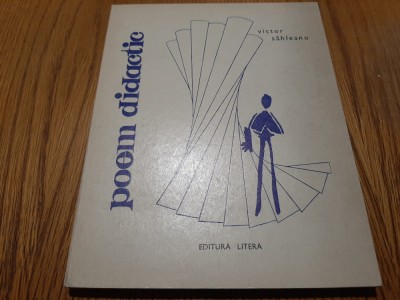 poem didactic
victor
săhleanu
EDITURA LITERA